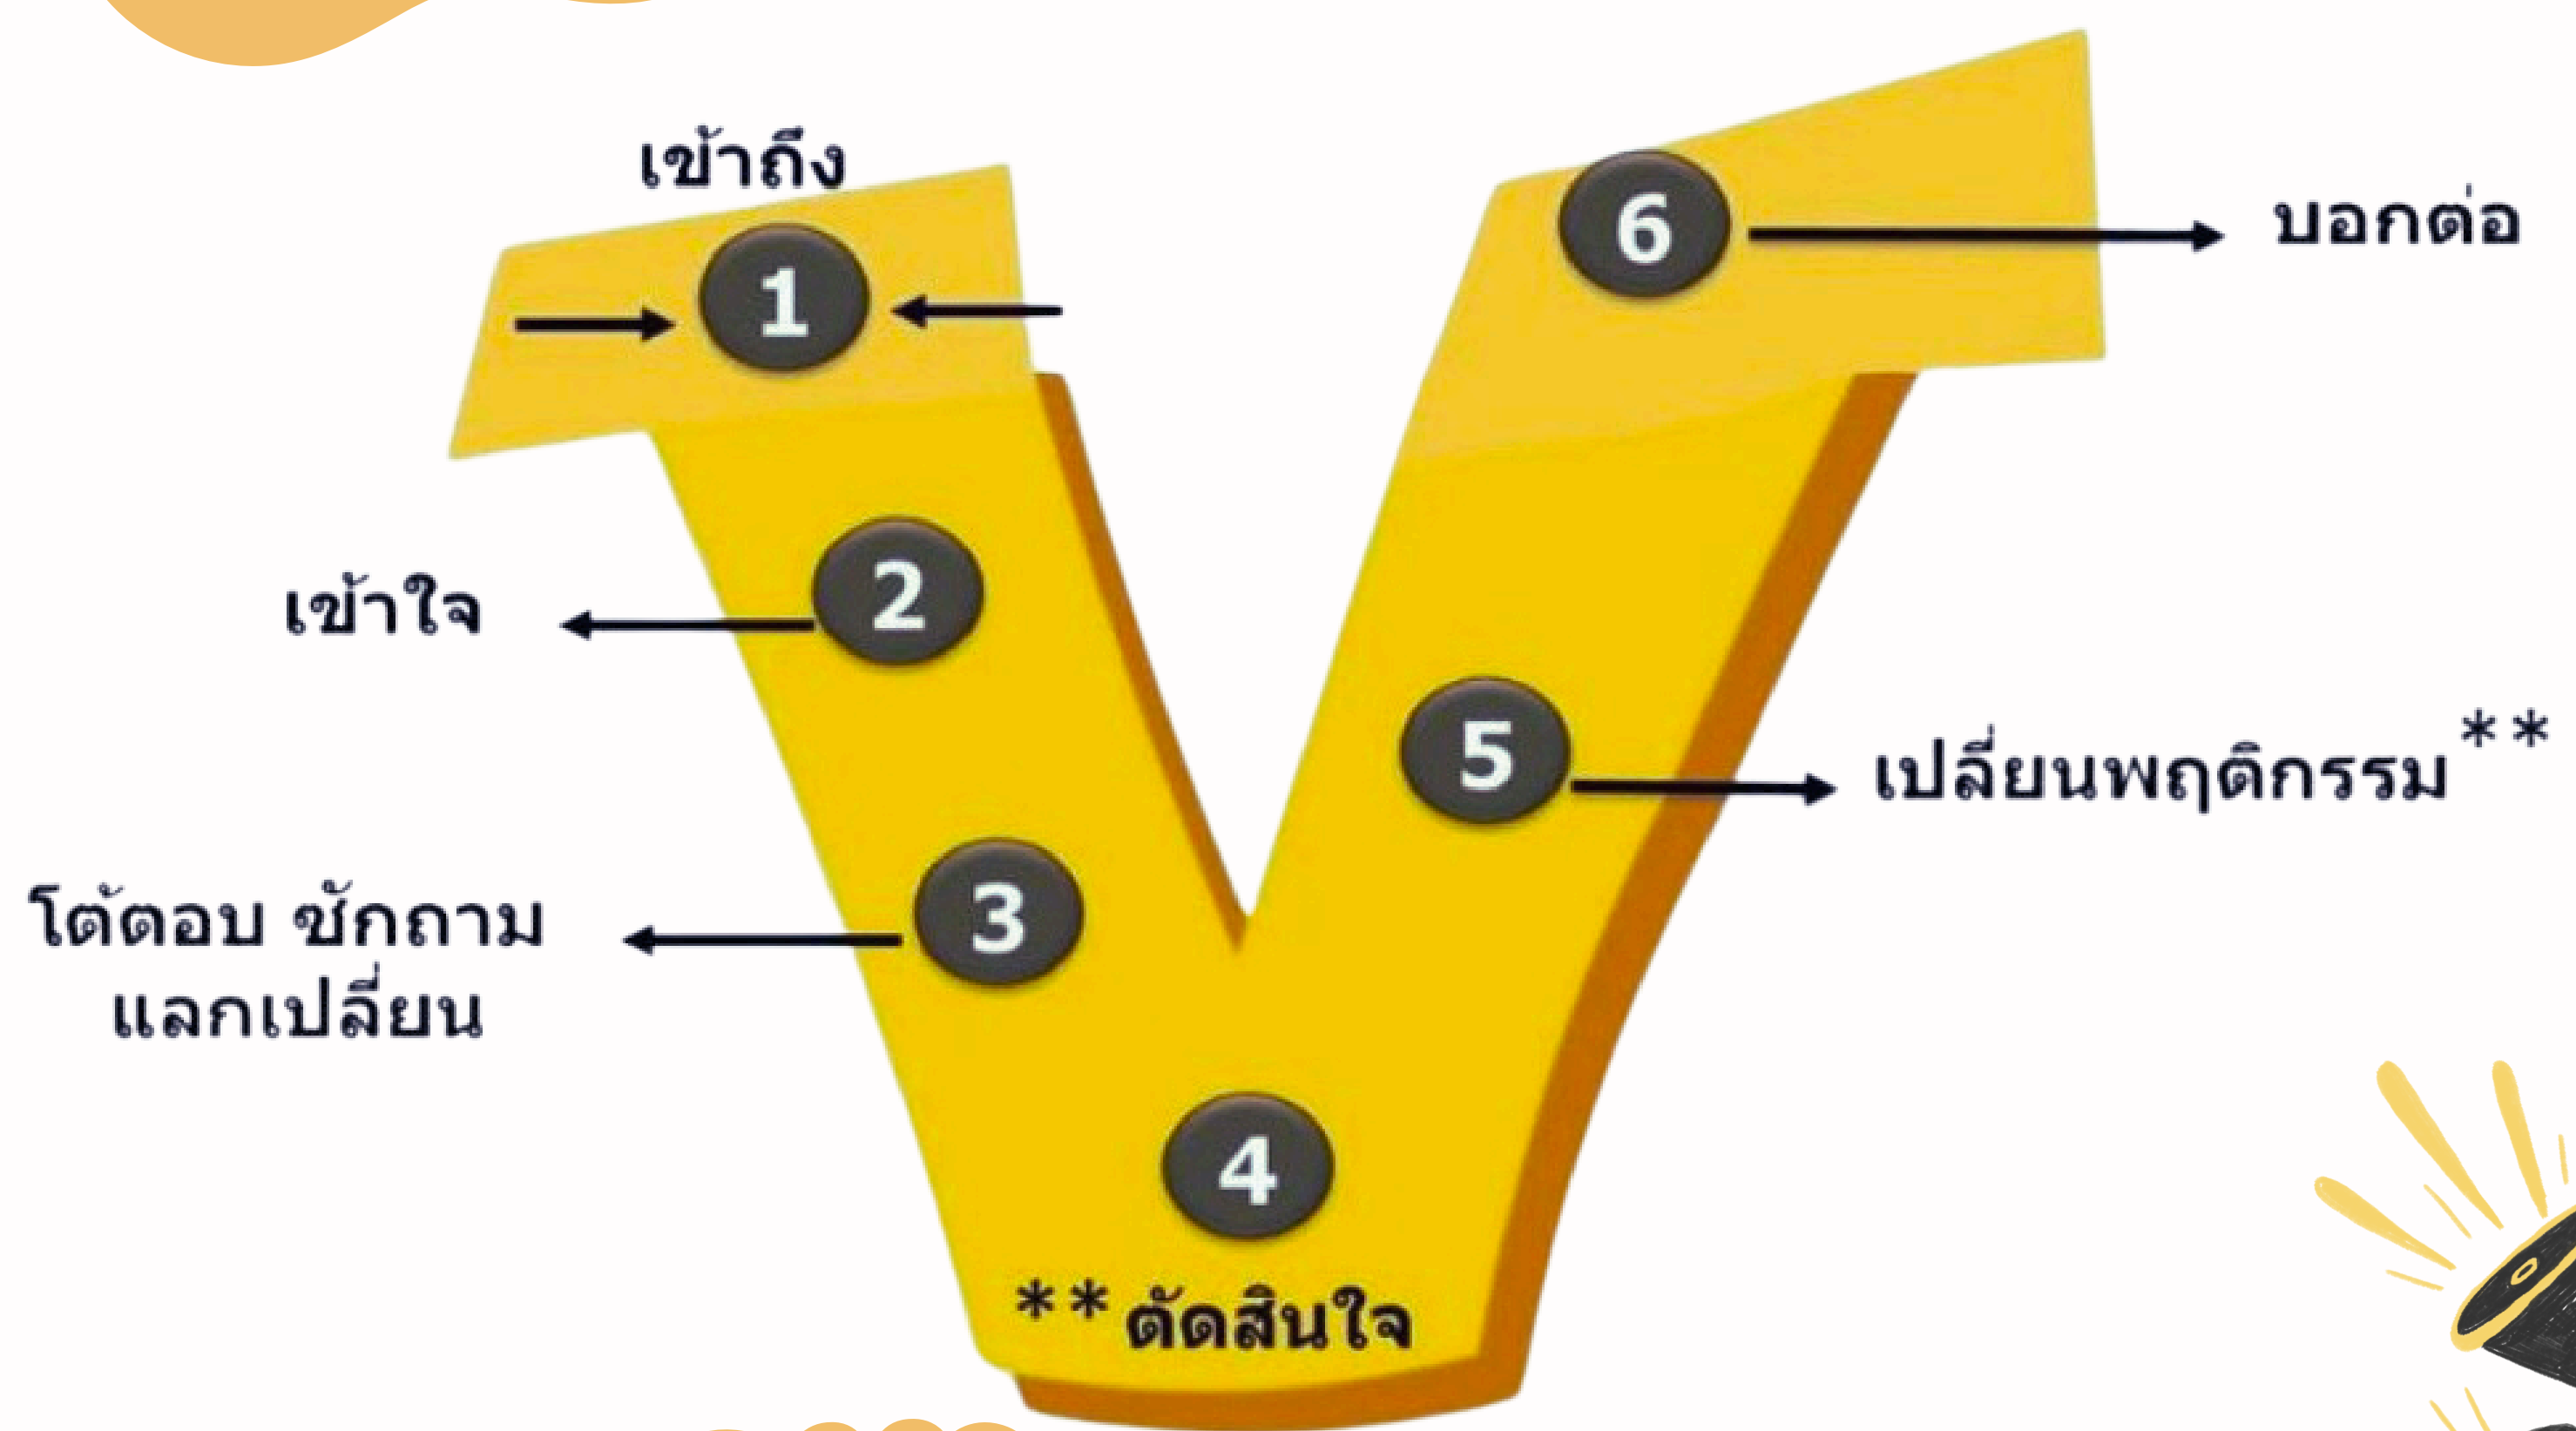 เข้าถึง
1
2
เข้าใจ
3
โต้ตอบ ซักถาม
แลกเปลี่ยน
4
**ตัดสินใจ
5
เปลี่ยนพฤติกรรม**
6
บอกต่อ